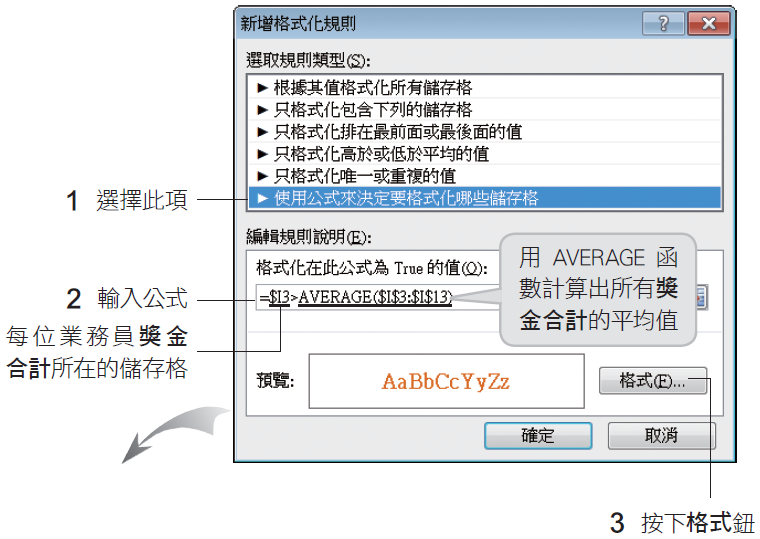 新增格式化規則
選取規則類型(S):
► 根據其值格式化所有儲存格
► 只格式化包含下列的儲存格
► 只格式化排在最前面或最後面的值
► 只格式化高於或低於平均的值
► 只格式化唯一或重複的值
► 使用公式來決定要格式化哪些儲存格
1 選擇此項
編輯規則說明(E):
格式化在此公式為 True 的值(O):
=$I3>AVERAGE($I$3:$I$13)
用 AVERAGE 函
數計算出所有獎
金合計的平均值
2 輸入公式
每位業務員獎金
合計所在的儲存格
預覽:
AaBbCcYyZz
格式(F)...
確定
取消
3 按下格式鈕